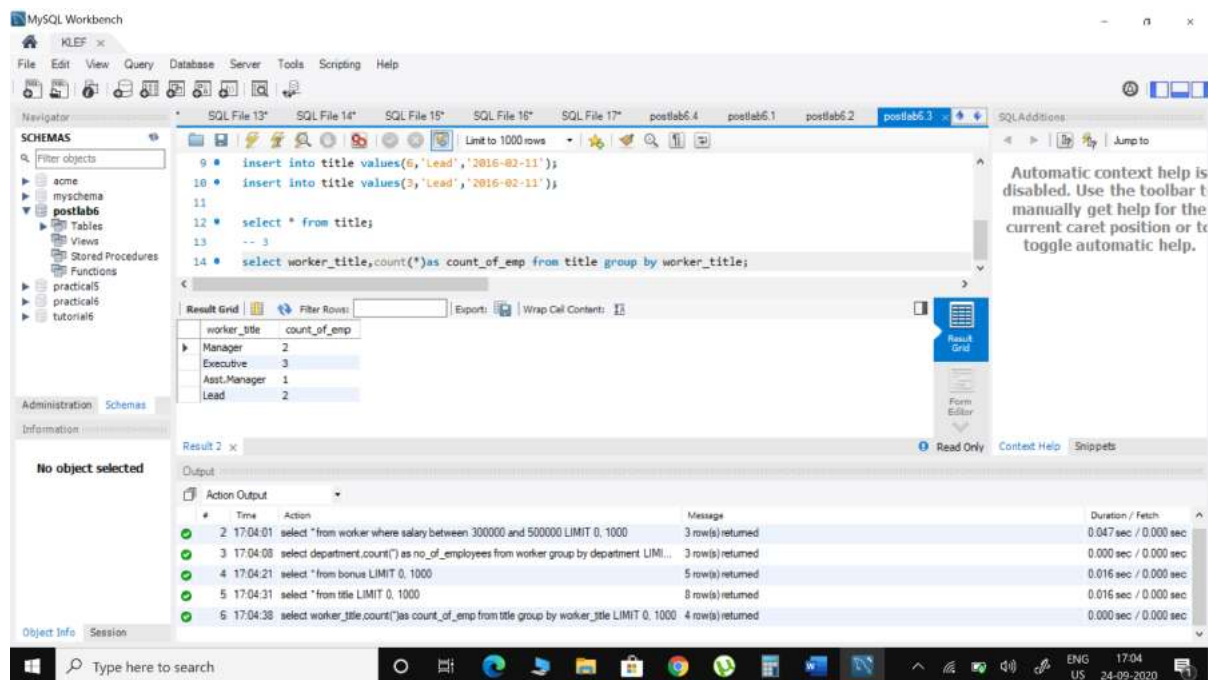 MySQL Workbench
KLEF ×
File Edit View Query Database Server Tools Scripting Help
Navigator
SCHEMAS
Filter objects
acme
myschema
postlab6
Tables
Views
Stored Procedures
Functions
practical5
practical6
tutorial6
Administration Schemas
Information
No object selected
Object Info Session
SQL File 13* SQL File 14* SQL File 15* SQL File 16* SQL File 17* postlab6.4 postlab6.1 postlab6.2 postlab6.3 ×
Limit to 1000 rows
9 insert into title values(6,'Lead','2016-02-11');
10 insert into title values(3,'Lead','2016-02-11');
11
12 select * from title;
13 -- 3
14 select worker_title,count(*)as count_of_emp from title group by worker_title;
Result Grid Filter Rows: Export: Wrap Cell Content:
worker_title count_of_emp
Manager 2
Executive 3
Asst.Manager 1
Lead 2
Result Grid
Form Editor
Result 2 × Read Only
Output
Action Output
# Time Action Message Duration / Fetch
2 17:04:01 select *from worker where salary between 300000 and 500000 LIMIT 0, 1000 3 row(s) returned 0.047 sec / 0.000 sec
3 17:04:08 select department,count(*) as no_of_employees from worker group by department LIMI... 3 row(s) returned 0.000 sec / 0.000 sec
4 17:04:21 select *from bonus LIMIT 0, 1000 5 row(s) returned 0.016 sec / 0.000 sec
5 17:04:31 select *from title LIMIT 0, 1000 8 row(s) returned 0.016 sec / 0.000 sec
6 17:04:38 select worker_title,count(*)as count_of_emp from title group by worker_title LIMIT 0, 1000 4 row(s) returned 0.000 sec / 0.000 sec
SQLAdditions
Jump to
Automatic context help is
disabled. Use the toolbar t
manually get help for the
current caret position or to
toggle automatic help.
Context Help Snippets
Type here to search
ENG
US
17:04
24-09-2020